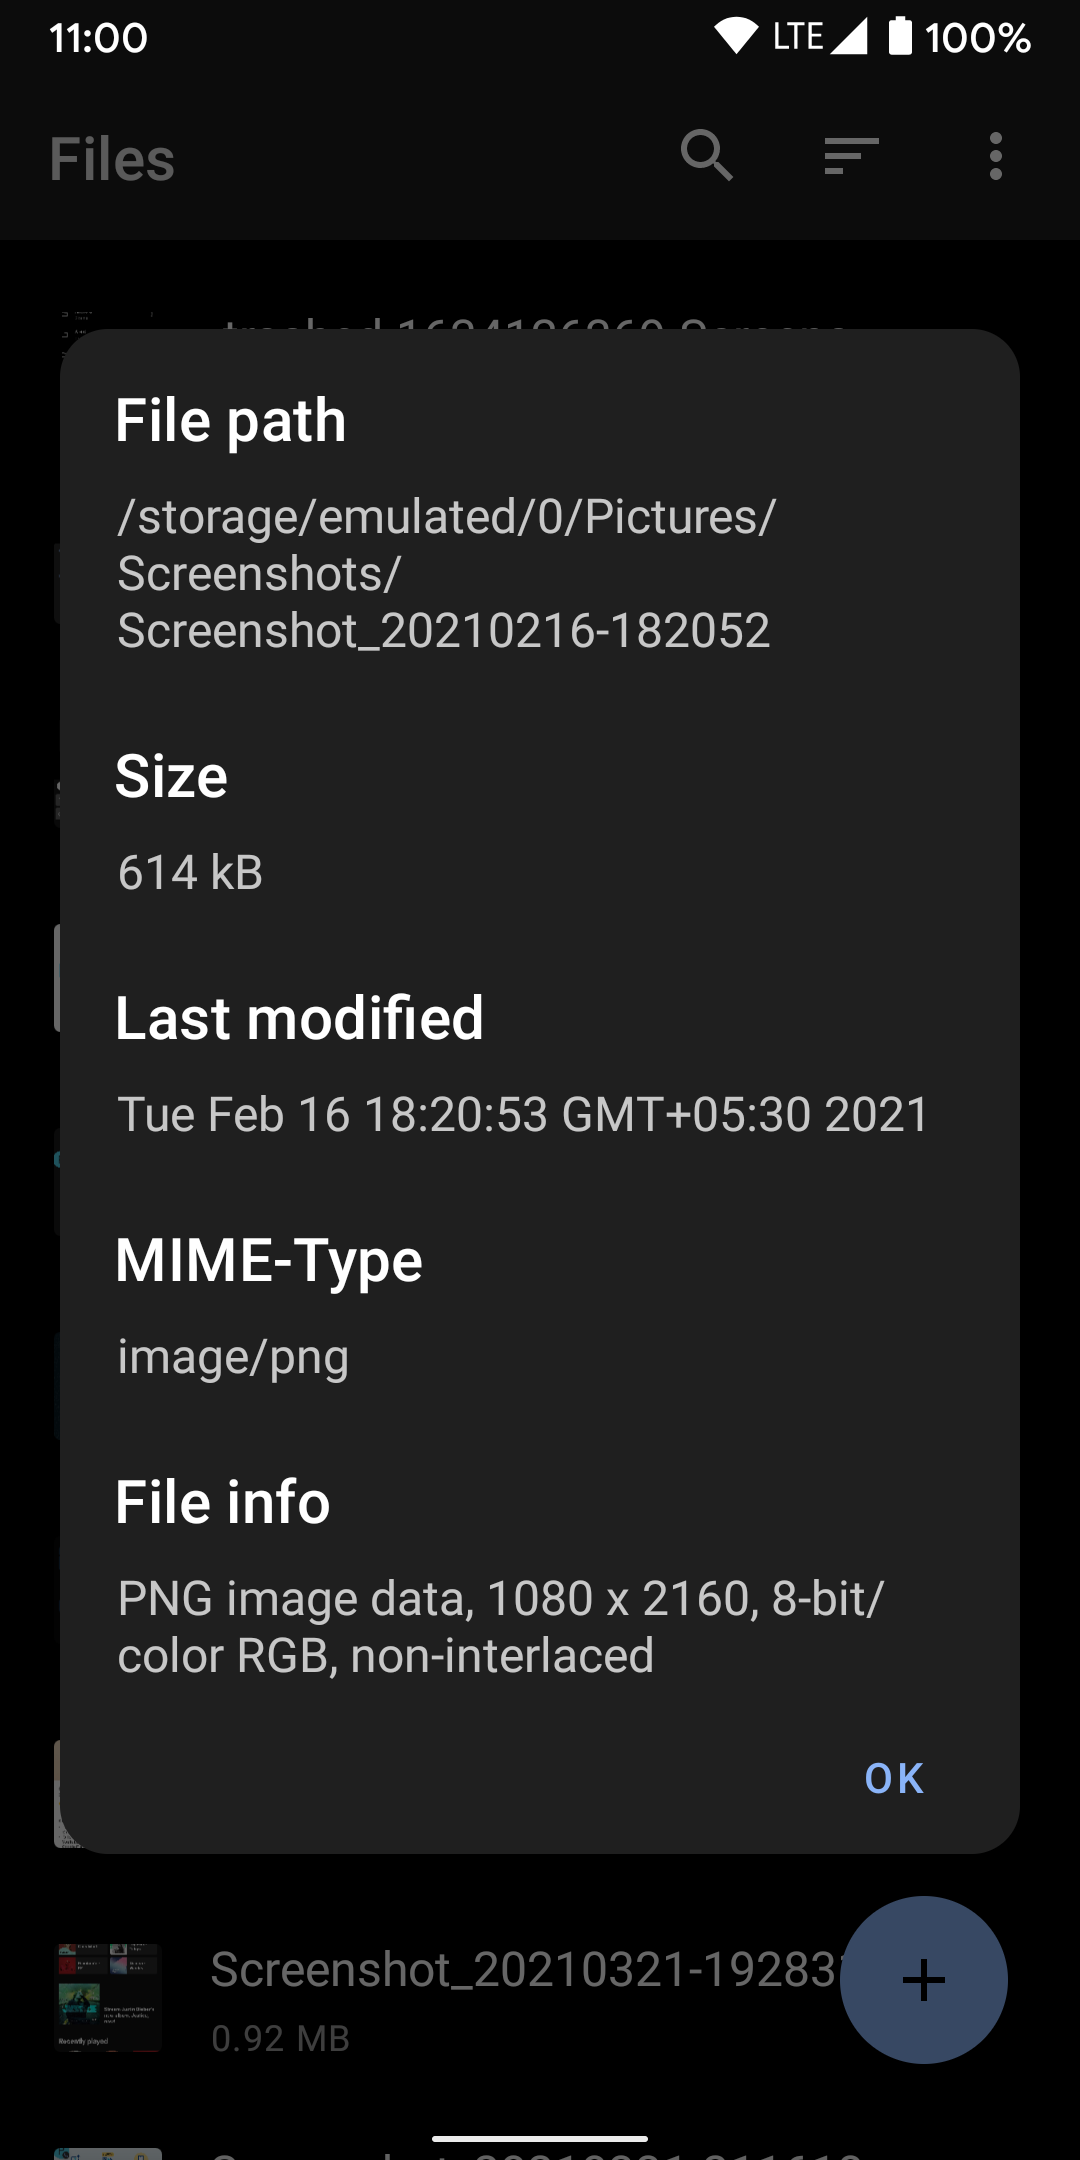 11:00 LTE 100%
Files
File path
/storage/emulated/0/Pictures/
Screenshots/
Screenshot_20210216-182052
Size
614 kB
Last modified
Tue Feb 16 18:20:53 GMT+05:30 2021
MIME-Type
image/png
File info
PNG image data, 1080 x 2160, 8-bit/
color RGB, non-interlaced
OK
Screenshot_20210321-19283
0.92 MB
Recently played